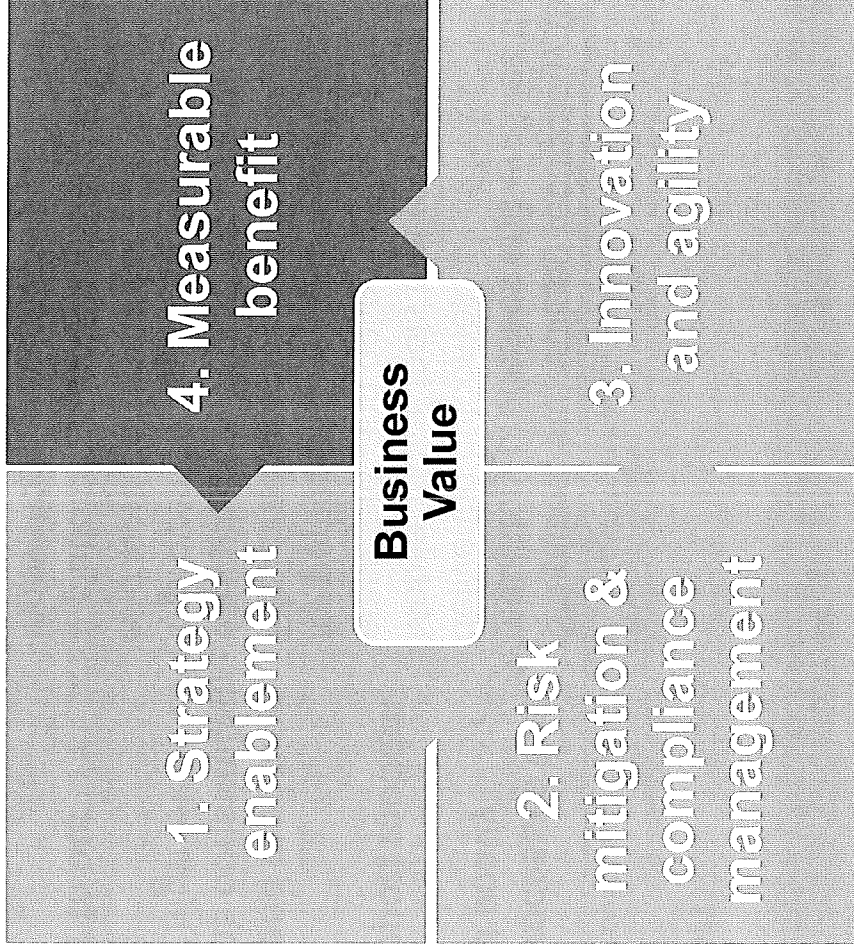 1. Strategy
enablement
4. Measurable
benefit
Business
Value
2. Risk
mitigation &
compliance
management
3. Innovation
and agility